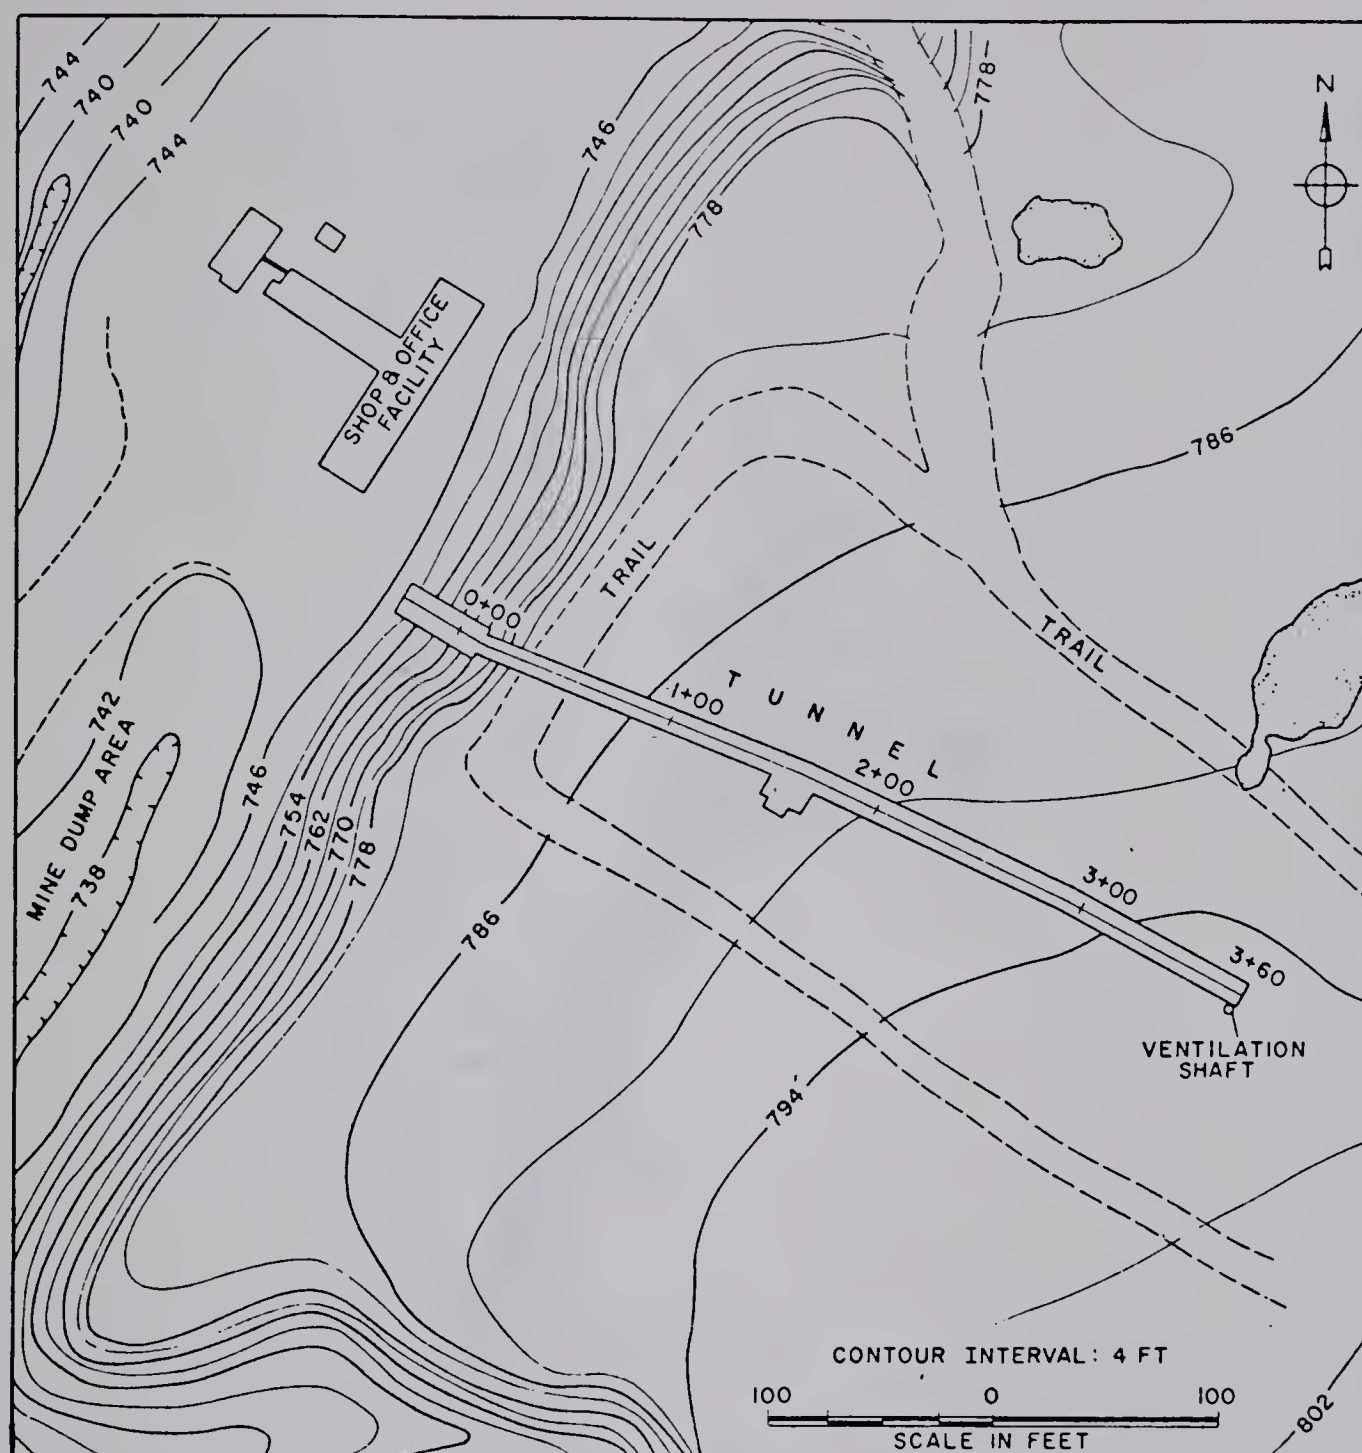 744
740
740
744
746
778
778
N
SHOP & OFFICE
FACILITY
786
TRAIL
0+00
TRAIL
1+00
TUNNEL
2+00
742
MINE DUMP AREA
738
746
754
762
770
778
786
3+00
3+60
VENTILATION
SHAFT
794'
CONTOUR INTERVAL: 4 FT
100 0 100
SCALE IN FEET
802